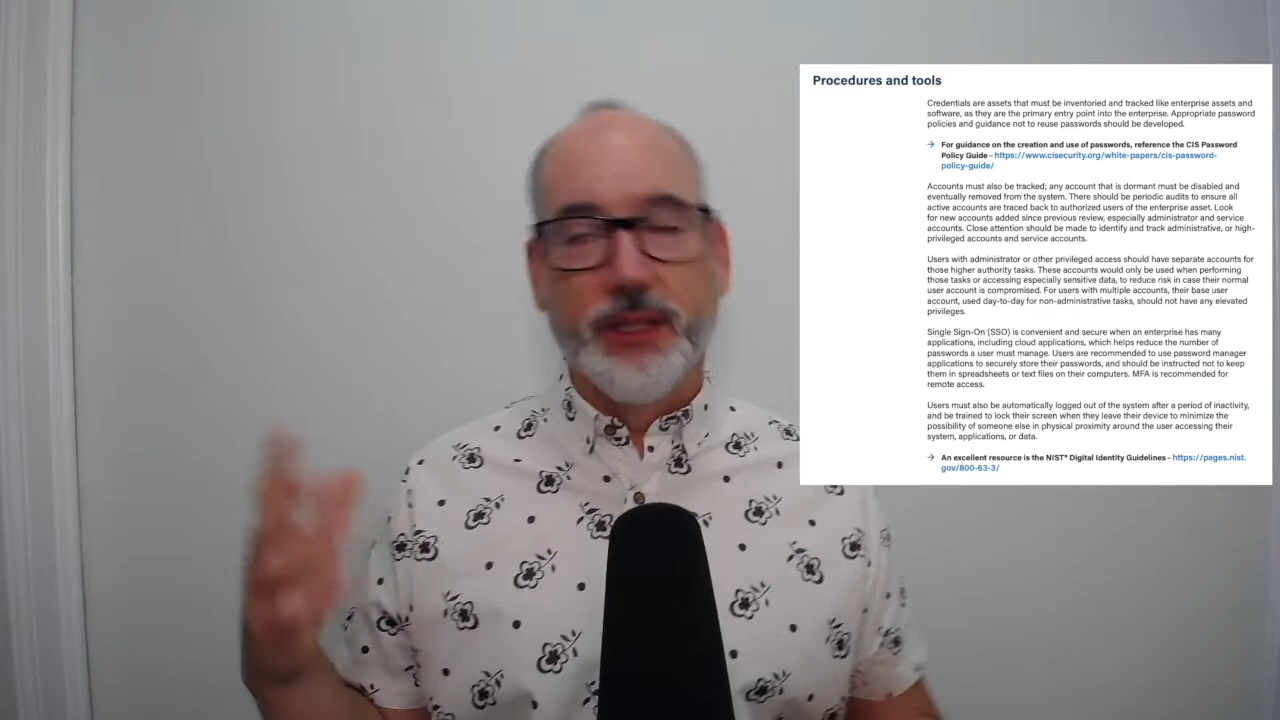 Procedures and tools
Credentials are assets that must be inventoried and tracked like enterprise assets and
software, as they are the primary entry point into the enterprise. Appropriate password
policies and guidance not to reuse passwords should be developed.
→ For guidance on the creation and use of passwords, reference the CIS Password
Policy Guide – https://www.cisecurity.org/white-papers/cis-password-
policy-guide/
Accounts must also be tracked; any account that is dormant must be disabled and
eventually removed from the system. There should be periodic audits to ensure all
active accounts are traced back to authorized users of the enterprise asset. Look
for new accounts added since previous review, especially administrator and service
accounts. Close attention should be made to identify and track administrative, or high-
privileged accounts and service accounts.
Users with administrator or other privileged access should have separate accounts for
those higher authority tasks. These accounts would only be used when performing
those tasks or accessing especially sensitive data, to reduce risk in case their normal
user account is compromised. For users with multiple accounts, their base user
account, used day-to-day for non-administrative tasks, should not have any elevated
privileges.
Single Sign-On (SSO) is convenient and secure when an enterprise has many
applications, including cloud applications, which helps reduce the number of
passwords a user must manage. Users are recommended to use password manager
applications to securely store their passwords, and should be instructed not to keep
them in spreadsheets or text files on their computers. MFA is recommended for
remote access.
Users must also be automatically logged out of the system after a period of inactivity,
and be trained to lock their screen when they leave their device to minimize the
possibility of someone else in physical proximity around the user accessing their
system, applications, or data.
→ An excellent resource is the NIST® Digital Identity Guidelines – https://pages.nist.
gov/800-63-3/